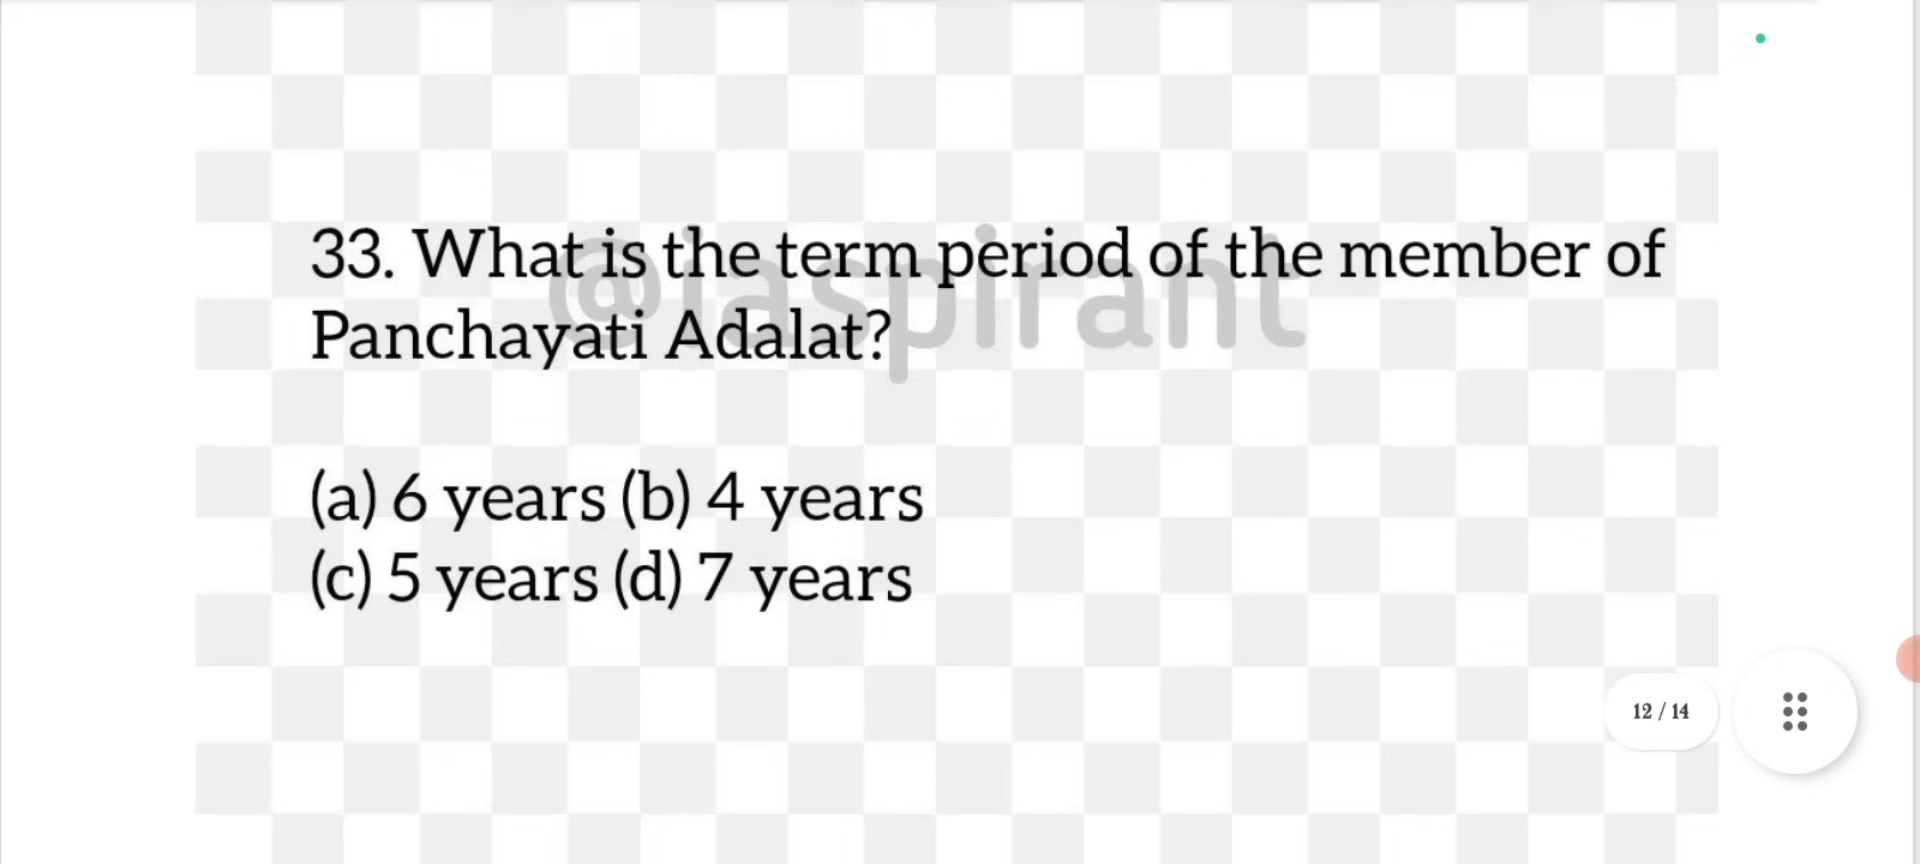 33. What is the term period of the member of
Panchayati Adalat?
@iaspirant
(a) 6 years (b) 4 years
(c) 5 years (d) 7 years
12 / 14